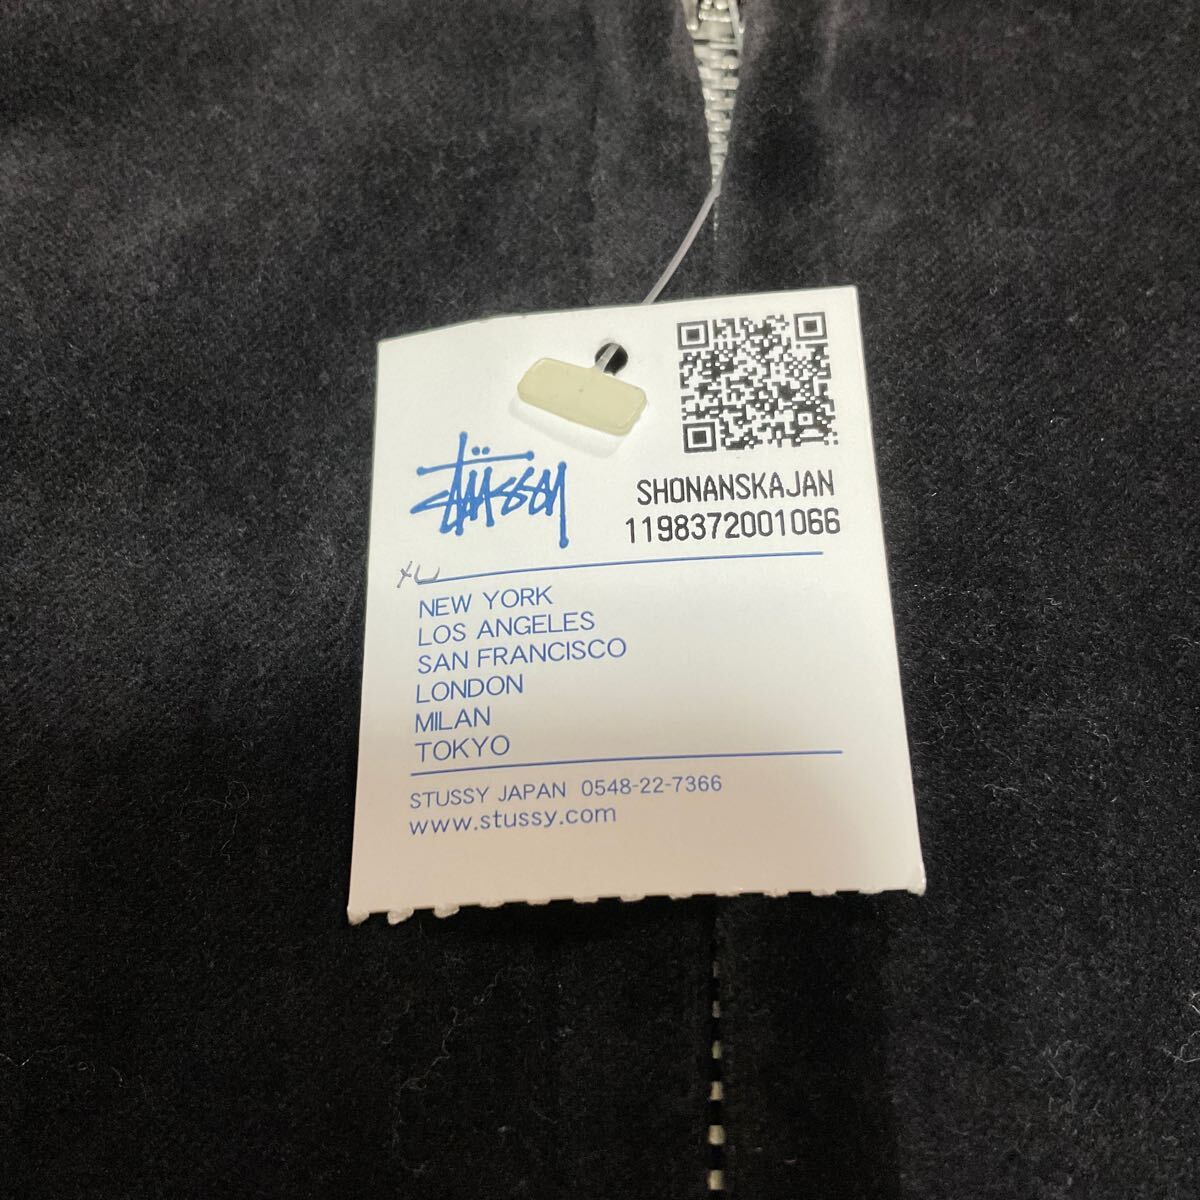 Stüssy
SHONANSKAJAN
1198372001066
XL
NEW YORK
LOS ANGELES
SAN FRANCISCO
LONDON
MILAN
TOKYO
STUSSY JAPAN 0548-22-7366
www.stussy.com